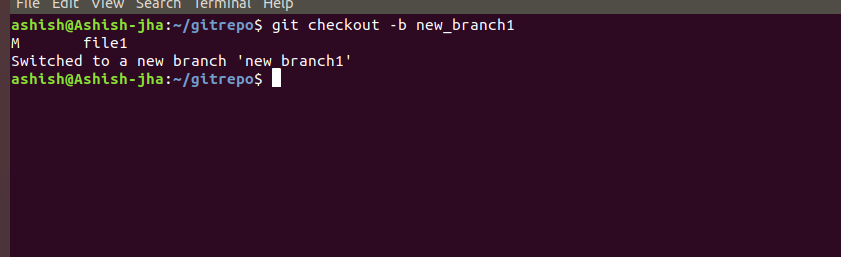 File Edit View Search Terminal Help
ashish@Ashish-jha:~/gitrepo$ git checkout -b new_branch1
M       file1
Switched to a new branch 'new_branch1'
ashish@Ashish-jha:~/gitrepo$